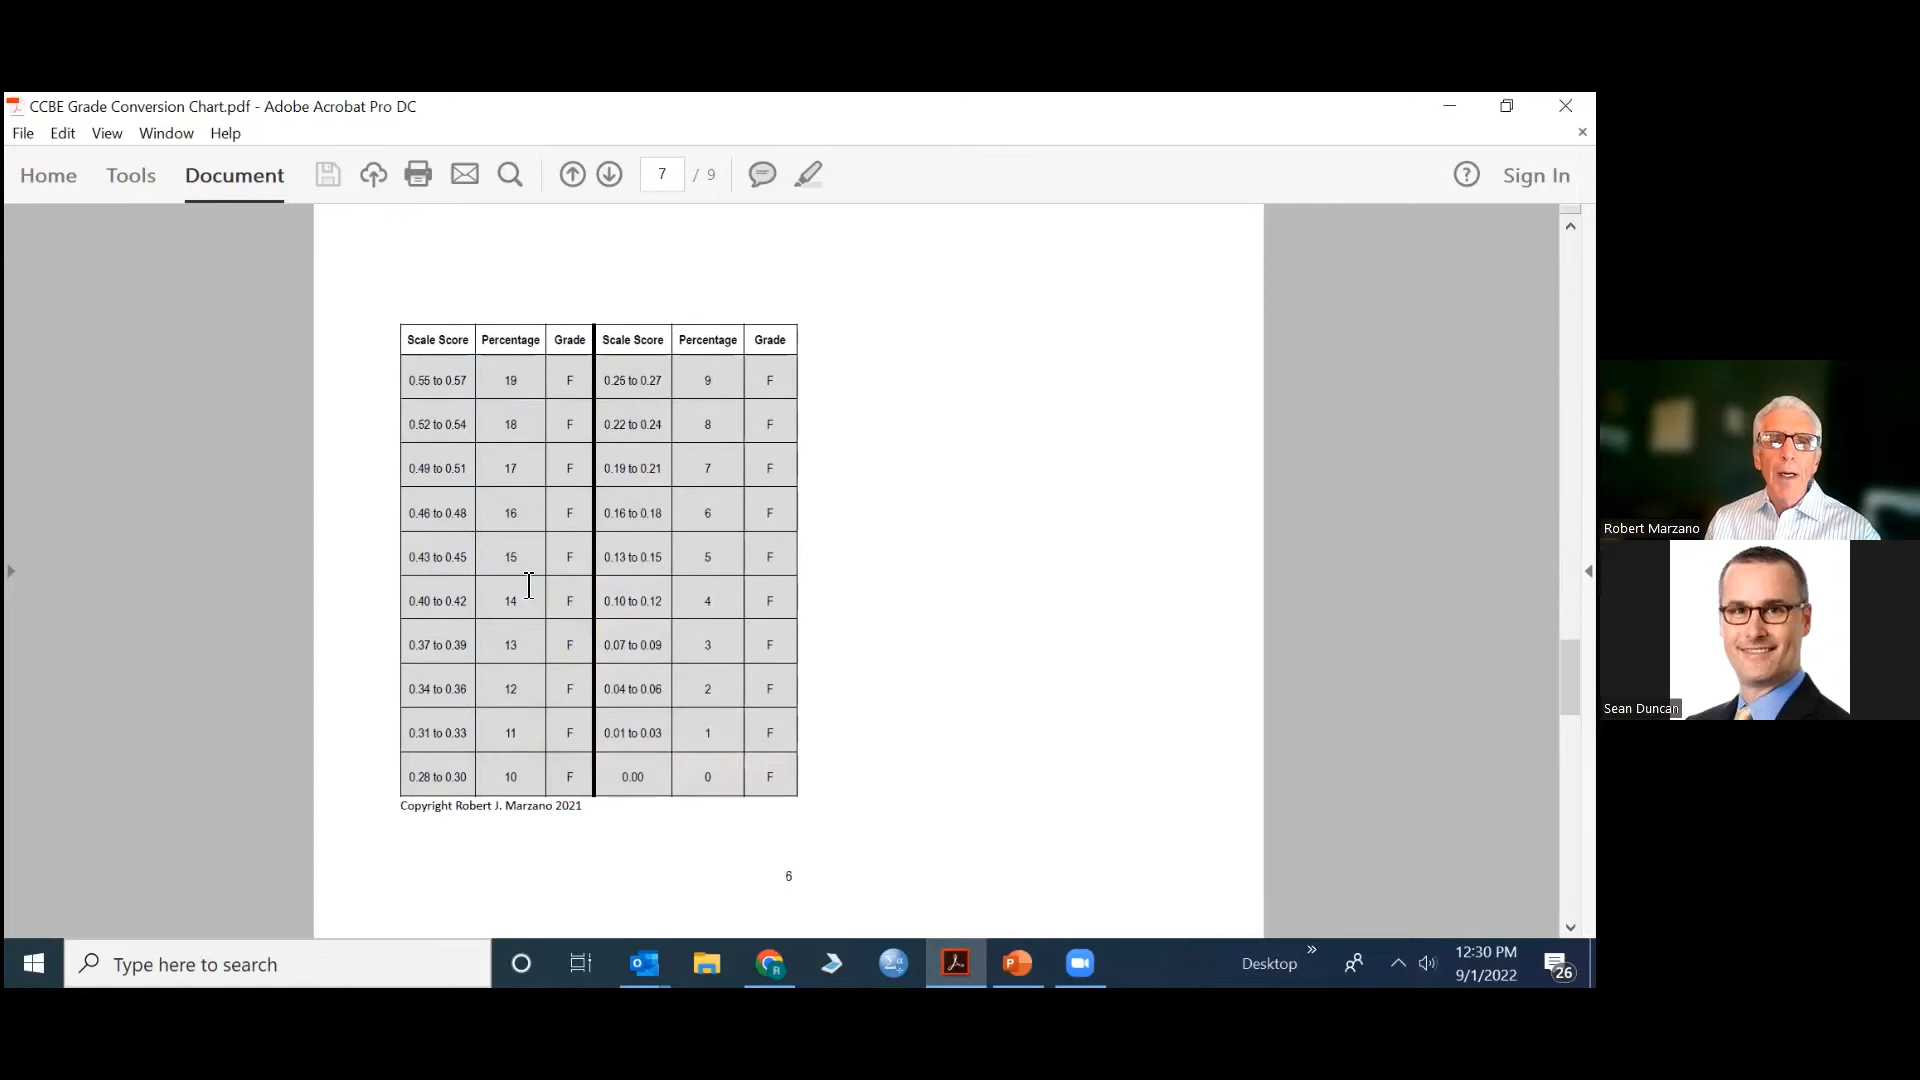 CCBE Grade Conversion Chart.pdf - Adobe Acrobat Pro DC
File Edit View Window Help
Home Tools Document 7 / 9 Sign In
Scale Score Percentage Grade Scale Score Percentage Grade
0.55 to 0.57 19 F 0.25 to 0.27 9 F
0.52 to 0.54 18 F 0.22 to 0.24 8 F
0.49 to 0.51 17 F 0.19 to 0.21 7 F
0.46 to 0.48 16 F 0.16 to 0.18 6 F
0.43 to 0.45 15 F 0.13 to 0.15 5 F
0.40 to 0.42 14 F 0.10 to 0.12 4 F
0.37 to 0.39 13 F 0.07 to 0.09 3 F
0.34 to 0.36 12 F 0.04 to 0.06 2 F
0.31 to 0.33 11 F 0.01 to 0.03 1 F
0.28 to 0.30 10 F 0.00 0 F
Copyright Robert J. Marzano 2021
6
Robert Marzano
Sean Duncan
Type here to search
Desktop
12:30 PM
9/1/2022
26